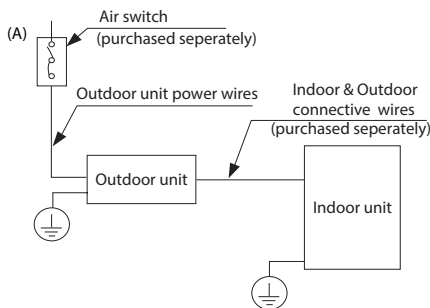 (A)
Air switch
(purchased seperately)
Outdoor unit power wires
Indoor & Outdoor
connective wires
(purchased seperately)
Outdoor unit
Indoor unit